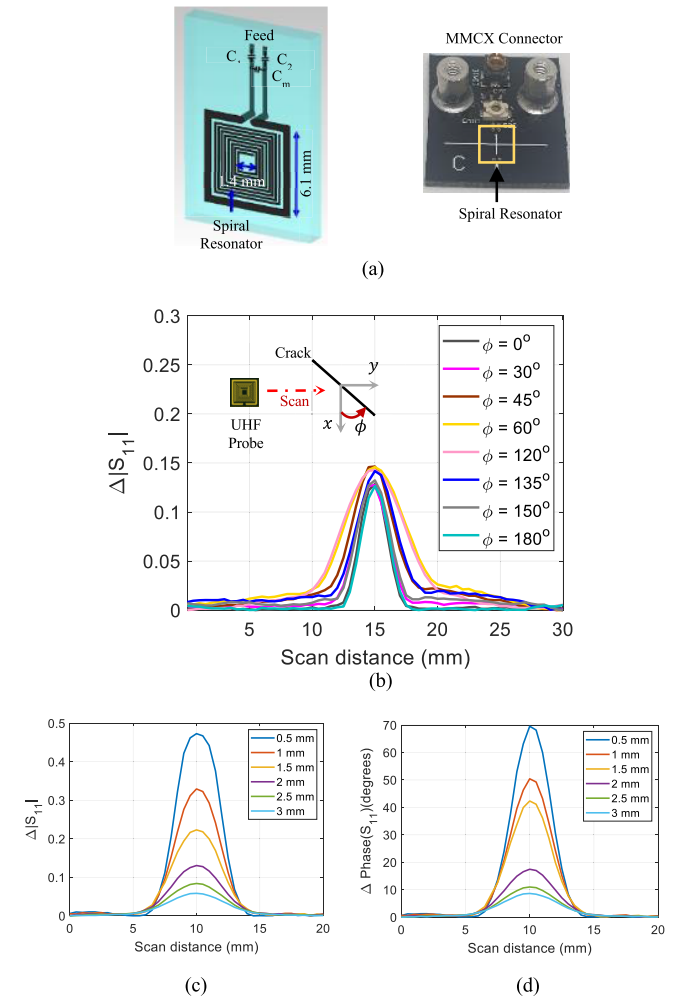 Feed
C
C2
Cm
1.4 mm
6.1 mm
Spiral
Resonator
MMCX Connector
C
Spiral Resonator
(a)
Δ|S11|
0.3
0.25
0.2
0.15
0.1
0.05
0
5
10
15
20
25
30
Scan distance (mm)
Crack
Scan
UHF
Probe
y
x
ϕ
ϕ = 0°
ϕ = 30°
ϕ = 45°
ϕ = 60°
ϕ = 120°
ϕ = 135°
ϕ = 150°
ϕ = 180°
(b)
Δ|S11|
0.5
0.4
0.3
0.2
0.1
0
0
5
10
15
20
Scan distance (mm)
0.5 mm
1 mm
1.5 mm
2 mm
2.5 mm
3 mm
(c)
Δ Phase(S11)(degrees)
70
60
50
40
30
20
10
0
0
5
10
15
20
Scan distance (mm)
0.5 mm
1 mm
1.5 mm
2 mm
2.5 mm
3 mm
(d)